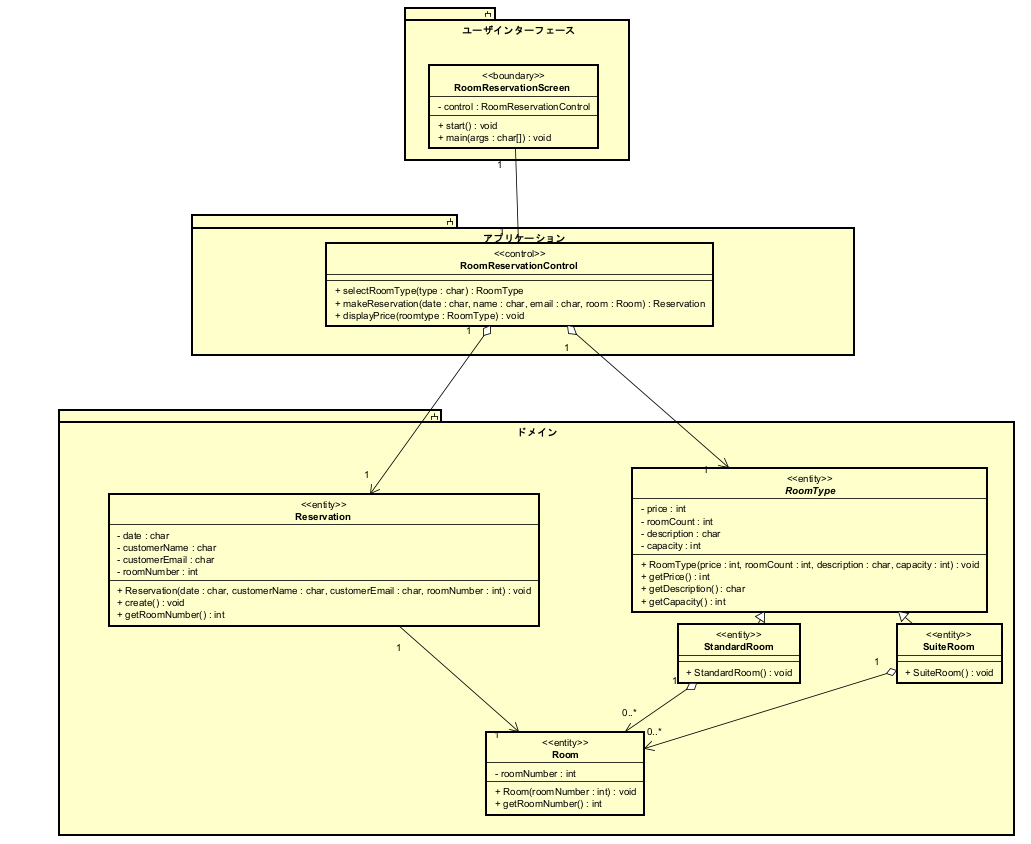 ユーザインターフェース
<<boundary>>
RoomReservationScreen
- control : RoomReservationControl
+ start() : void
+ main(args : char[]) : void
1
1
アプリケーション
<<control>>
RoomReservationControl
+ selectRoomType(type : char) : RoomType
+ makeReservation(date : char, name : char, email : char, room : Room) : Reservation
+ displayPrice(roomtype : RoomType) : void
1
1
ドメイン
1
1
<<entity>>
Reservation
- date : char
- customerName : char
- customerEmail : char
- roomNumber : int
+ Reservation(date : char, customerName : char, customerEmail : char, roomNumber : int) : void
+ create() : void
+ getRoomNumber() : int
<<entity>>
RoomType
- price : int
- roomCount : int
- description : char
- capacity : int
+ RoomType(price : int, roomCount : int, description : char, capacity : int) : void
+ getPrice() : int
+ getDescription() : char
+ getCapacity() : int
<<entity>>
StandardRoom
+ StandardRoom() : void
<<entity>>
SuiteRoom
+ SuiteRoom() : void
1
1
1
0..*
0..*
1
<<entity>>
Room
- roomNumber : int
+ Room(roomNumber : int) : void
+ getRoomNumber() : int